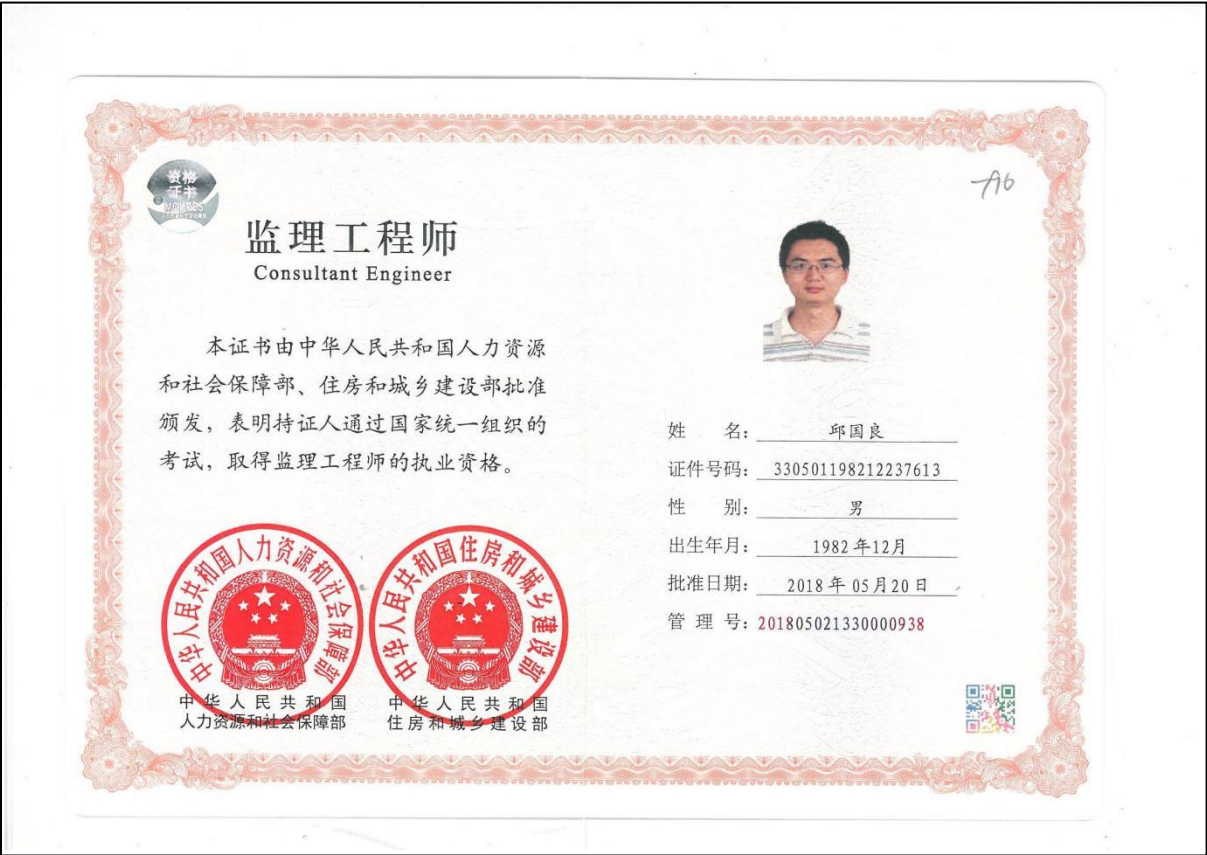 资格
证书
MOHRSS
监理工程师
Consultant Engineer
本证书由中华人民共和国人力资源
和社会保障部、住房和城乡建设部批准
颁发，表明持证人通过国家统一组织的
考试，取得监理工程师的执业资格。
中华人民共和国人力资源和社会保障部
中华人民共和国住房和城乡建设部
中华人民共和国
人力资源和社会保障部
中华人民共和国
住房和城乡建设部
姓 名：邱国良
证件号码：330501198212237613
性 别：男
出生年月：1982年12月
批准日期：2018年05月20日
管 理 号：201805021330000938